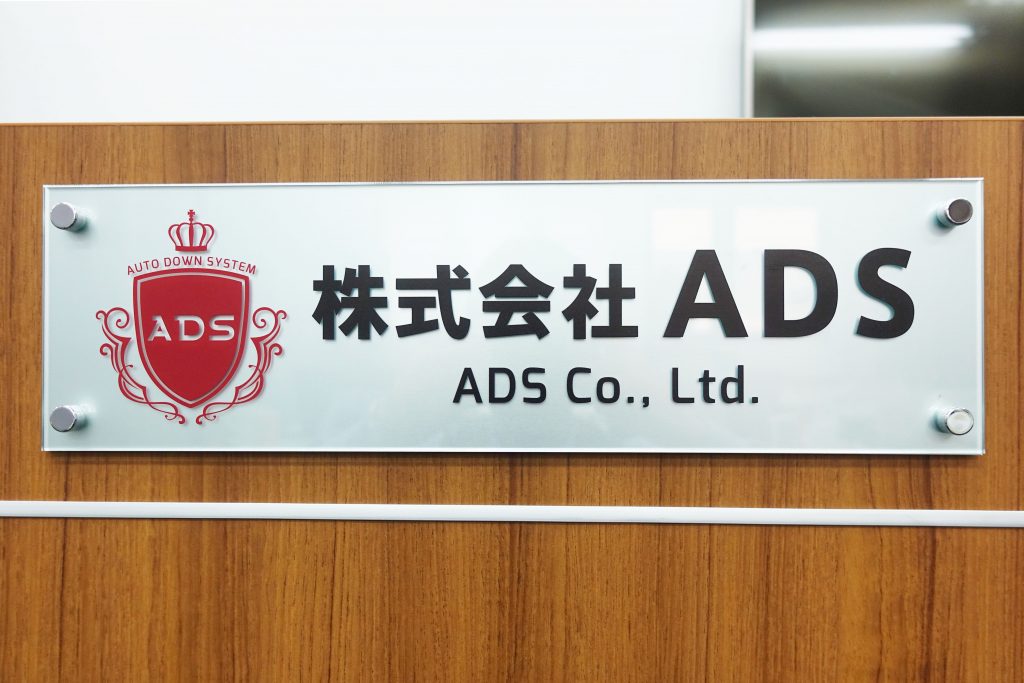 AUTO DOWN SYSTEM
ADS
株式会社 ADS
ADS Co., Ltd.